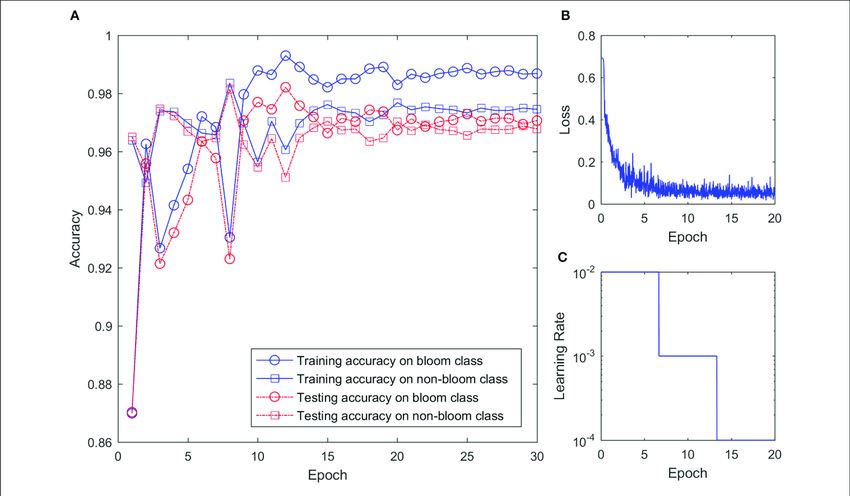 A
1
0.98
0.96
0.94
0.92
0.9
0.88
0.86
Accuracy
0 5 10 15 20 25 30
Epoch
Training accuracy on bloom class
Training accuracy on non-bloom class
Testing accuracy on bloom class
Testing accuracy on non-bloom class
B
0.8
0.6
0.4
0.2
0
Loss
0 5 10 15 20
Epoch
C
10-2
10-3
10-4
Learning Rate
0 5 10 15 20
Epoch